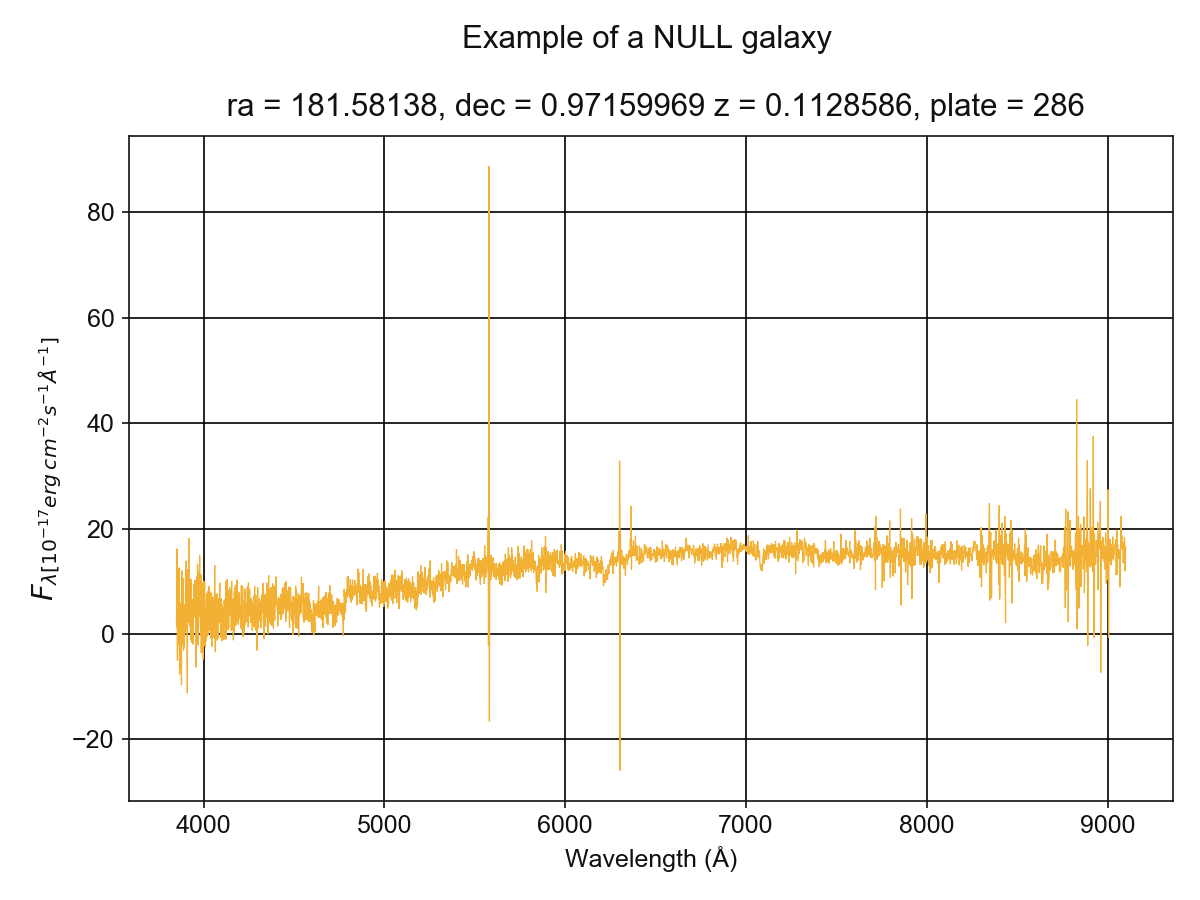 Example of a NULL galaxy
ra = 181.58138, dec = 0.97159969 z = 0.1128586, plate = 286
F_{λ[10^{−17} erg cm^{−2} s^{−1} Å^{−1}]}
80
60
40
20
0
−20
4000 5000 6000 7000 8000 9000
Wavelength (Å)